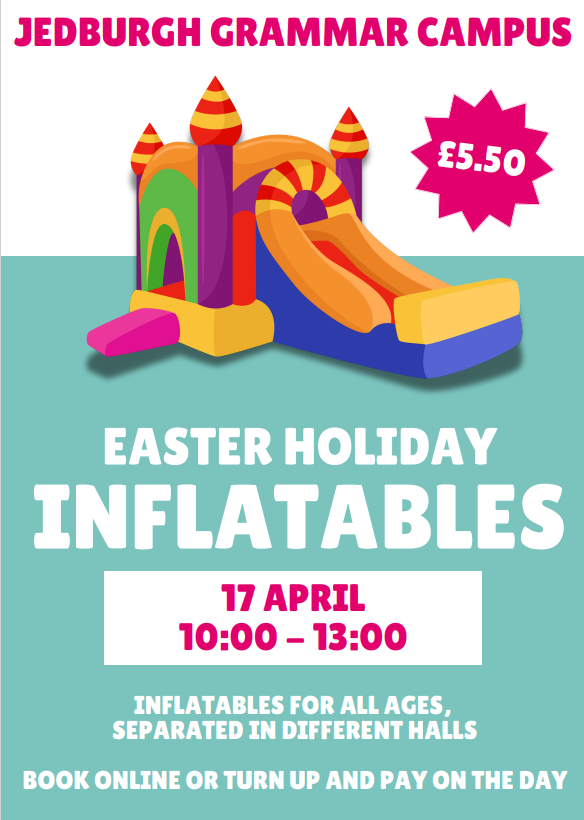 JEDBURGH GRAMMAR CAMPUS
£5.50
EASTER HOLIDAY
INFLATABLES
17 APRIL
10:00 – 13:00
INFLATABLES FOR ALL AGES,
SEPARATED IN DIFFERENT HALLS
BOOK ONLINE OR TURN UP AND PAY ON THE DAY